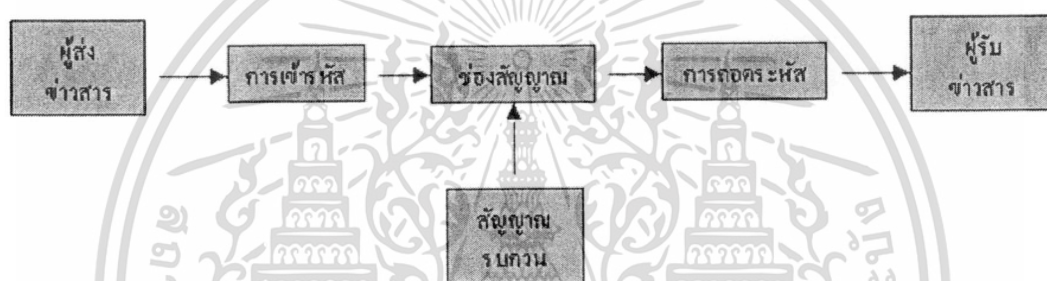 ผู้ส่ง
ข่าวสาร
การเข้ารหัส
ช่องสัญญาณ
การถอดระหัส
ผู้รับ
ข่าวสาร
สัญญาณ
รบกวน